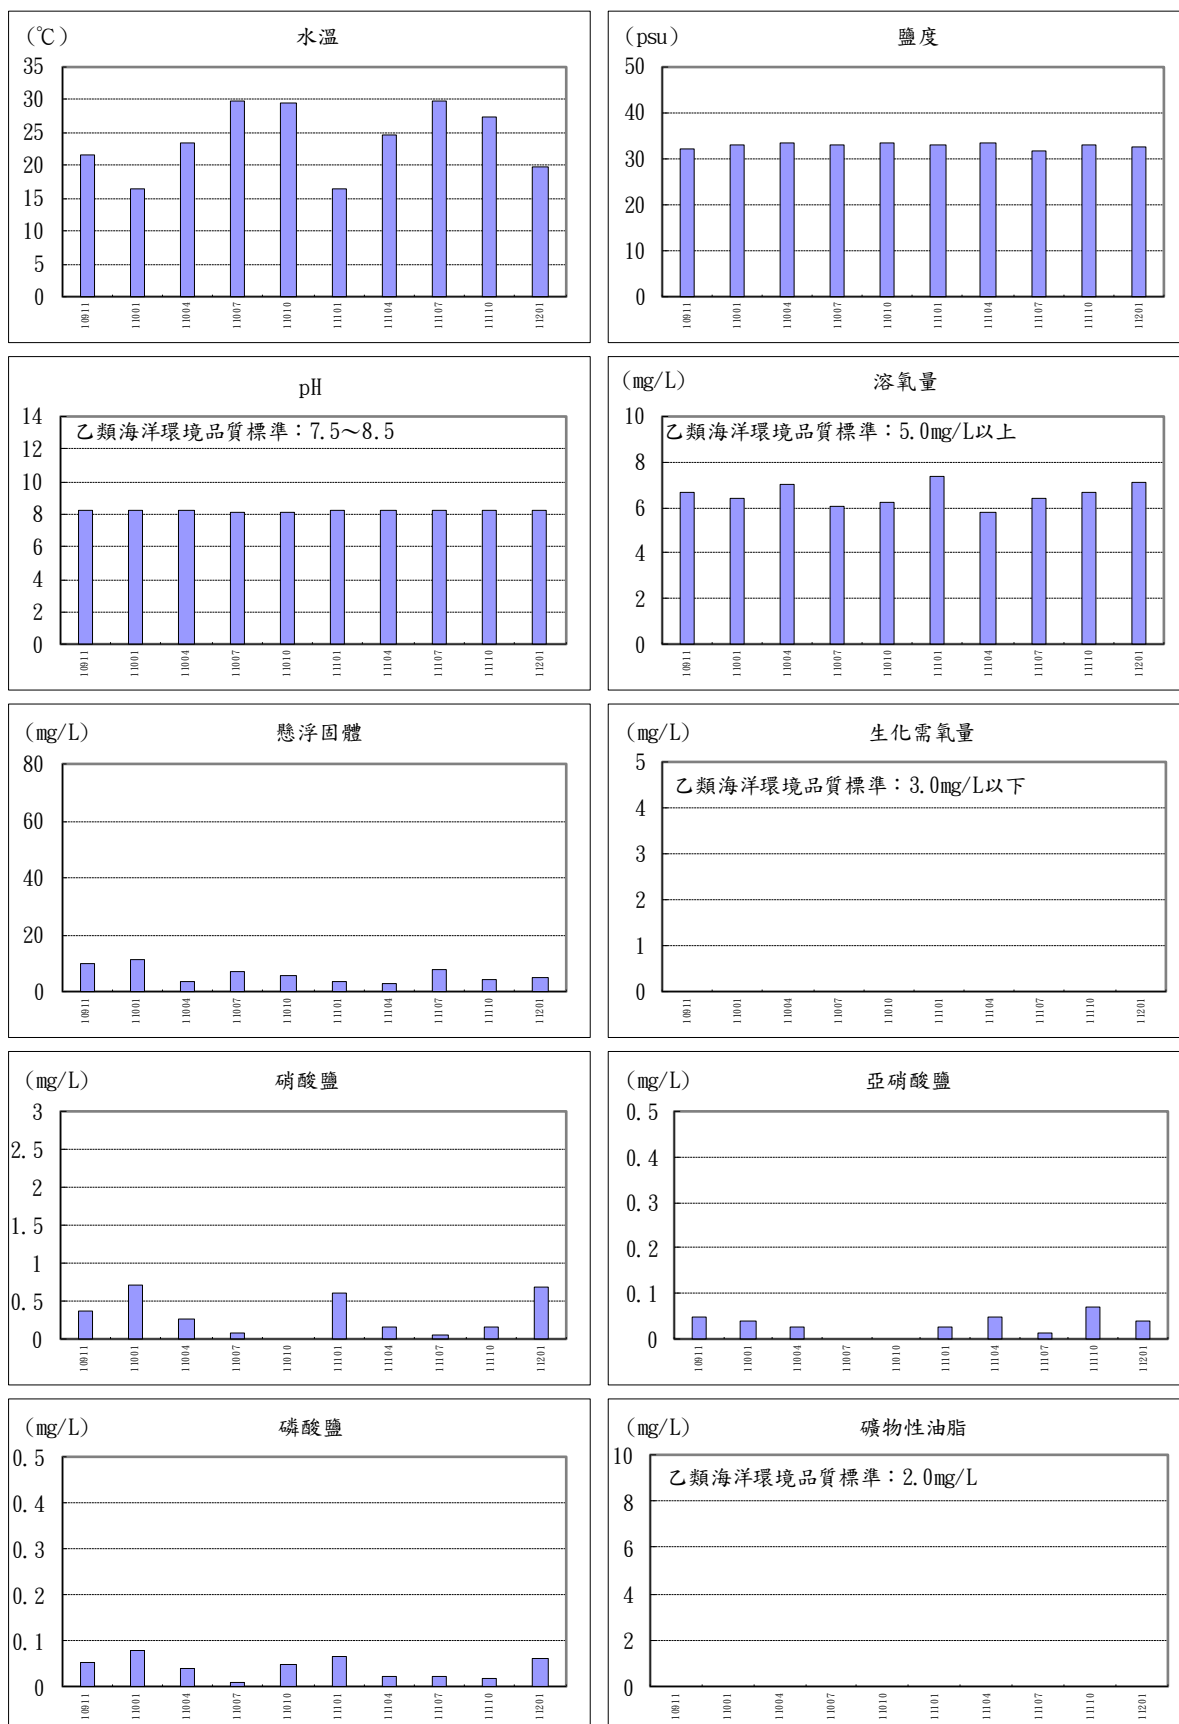 (℃) 水溫
35
30
25
20
15
10
5
0
10911 11001 11004 11007 11010 11101 11104 11107 11110 11201
(psu) 鹽度
50
40
30
20
10
0
10911 11001 11004 11007 11010 11101 11104 11107 11110 11201
pH
乙類海洋環境品質標準：7.5～8.5
14
12
10
8
6
4
2
0
10911 11001 11004 11007 11010 11101 11104 11107 11110 11201
(mg/L) 溶氧量
乙類海洋環境品質標準：5.0mg/L以上
10
8
6
4
2
0
10911 11001 11004 11007 11010 11101 11104 11107 11110 11201
(mg/L) 懸浮固體
80
60
40
20
0
10911 11001 11004 11007 11010 11101 11104 11107 11110 11201
(mg/L) 生化需氧量
乙類海洋環境品質標準：3.0mg/L以下
5
4
3
2
1
0
10911 11001 11004 11007 11010 11101 11104 11107 11110 11201
(mg/L) 硝酸鹽
3
2.5
2
1.5
1
0.5
0
10911 11001 11004 11007 11010 11101 11104 11107 11110 11201
(mg/L) 亞硝酸鹽
0.5
0.4
0.3
0.2
0.1
0
10911 11001 11004 11007 11010 11101 11104 11107 11110 11201
(mg/L) 磷酸鹽
0.5
0.4
0.3
0.2
0.1
0
10911 11001 11004 11007 11010 11101 11104 11107 11110 11201
(mg/L) 礦物性油脂
乙類海洋環境品質標準：2.0mg/L
10
8
6
4
2
0
10911 11001 11004 11007 11010 11101 11104 11107 11110 11201